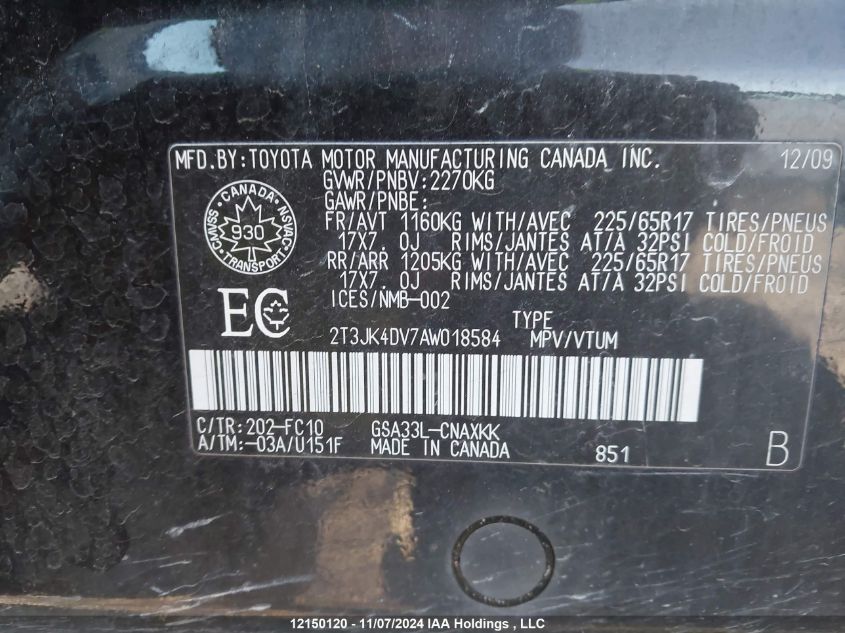 MFD.BY:TOYOTA MOTOR MANUFACTURING CANADA INC. 12/09
GVWR/PNBV:2270KG
GAWR/PNBE:
FR/AVT 1160KG WITH/AVEC 225/65R17 TIRES/PNEUS
17X7.0J RIMS/JANTES AT/A 32PSI COLD/FROID
RR/ARR 1205KG WITH/AVEC 225/65R17 TIRES/PNEUS
17X7.0J RIMS/JANTES AT/A 32PSI COLD/FROID
ICES/NMB-002
CANADA
CMVSS 930 NSVAC
TRANSPORT
EC
TYPE
2T3JK4DV7AW018584 MPV/VTUM
C/TR:202-FC10 GSA33L-CNAXKK
A/TM:-03A/U151F MADE IN CANADA 851 B
12150120 - 11/07/2024 IAA Holdings , LLC